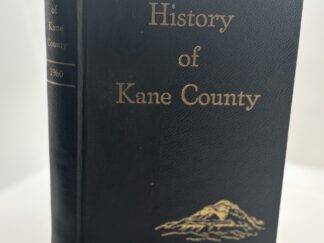 of
Kane
County
1960
History
of
Kane County